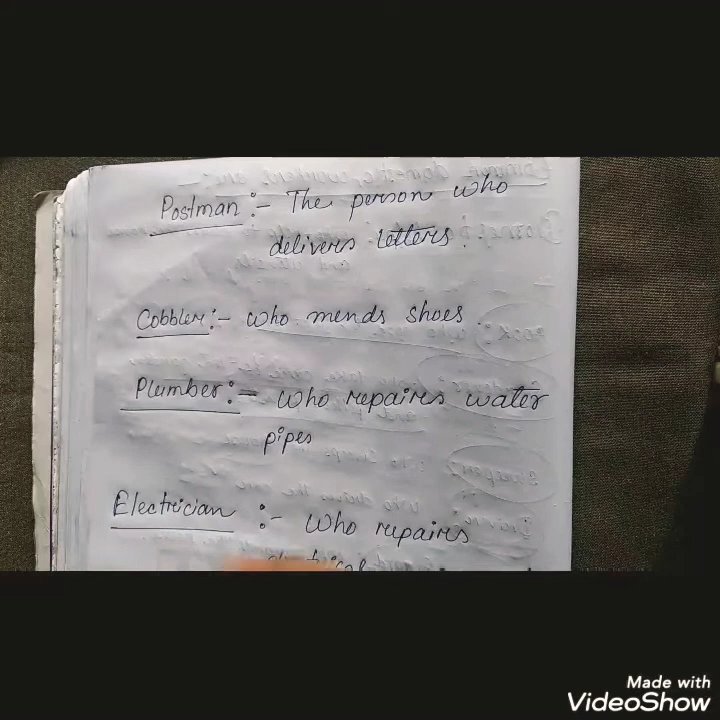 Postman :- The person who
delivers letters.
Cobbler :- who mends shoes
Plumber :- who repairs water
pipes
Electrician :- who repairs
electrical
Made with
VideoShow